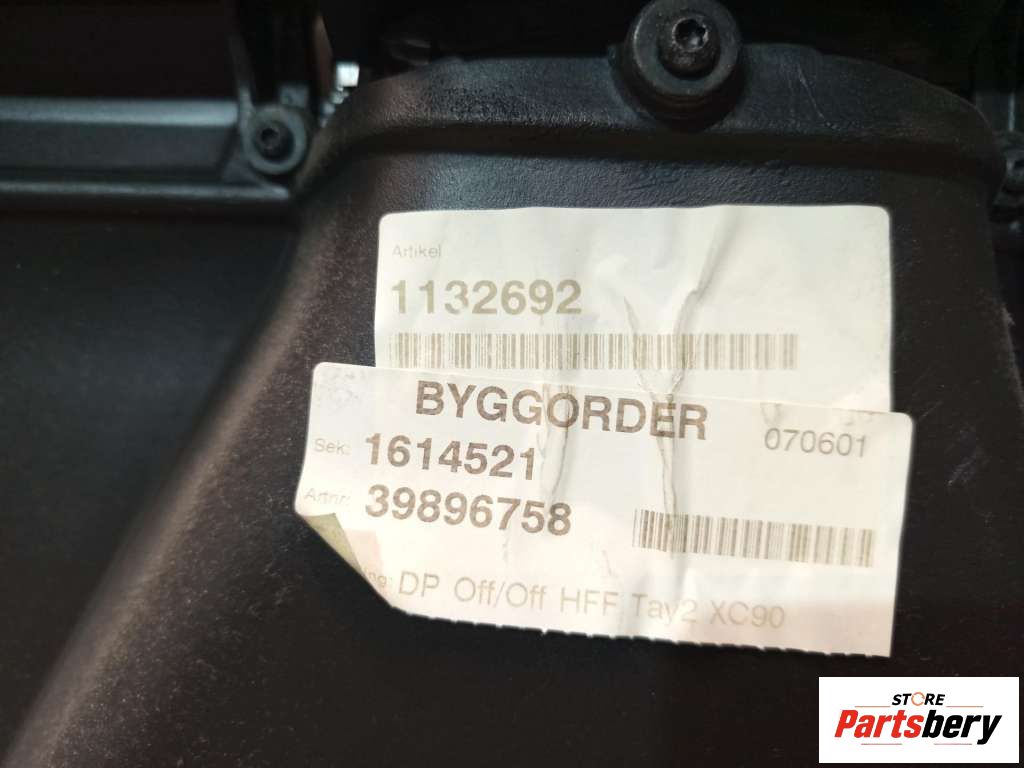 Artikel
1132692
BYGGORDER 070601
Sek: 1614521
Artnr: 39896758
DP Off/Off HFF Tay2 XC90
STORE
Partsbery